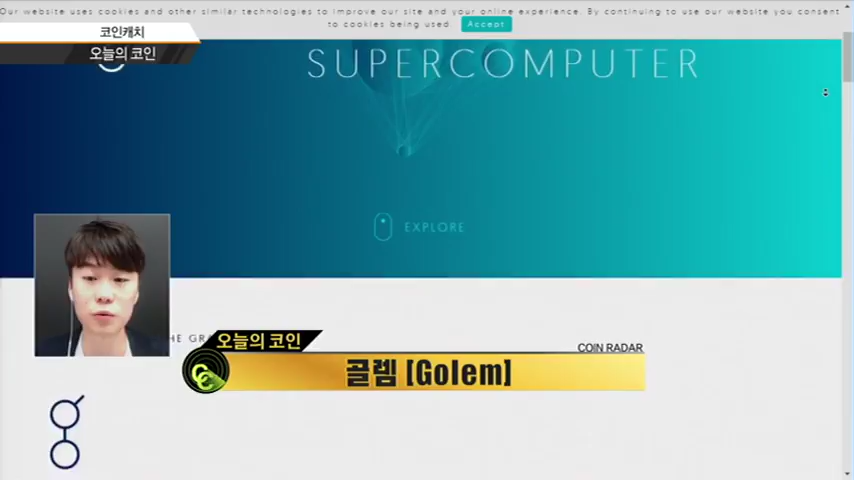 Our website uses cookies and other similar technologies to improve our site and your online experience. By continuing to use our website you consent
to cookies being used Accept
코인캐치
오늘의 코인
SUPERCOMPUTER
EXPLORE
HE GR
오늘의 코인
COIN RADAR
골렘 [Golem]